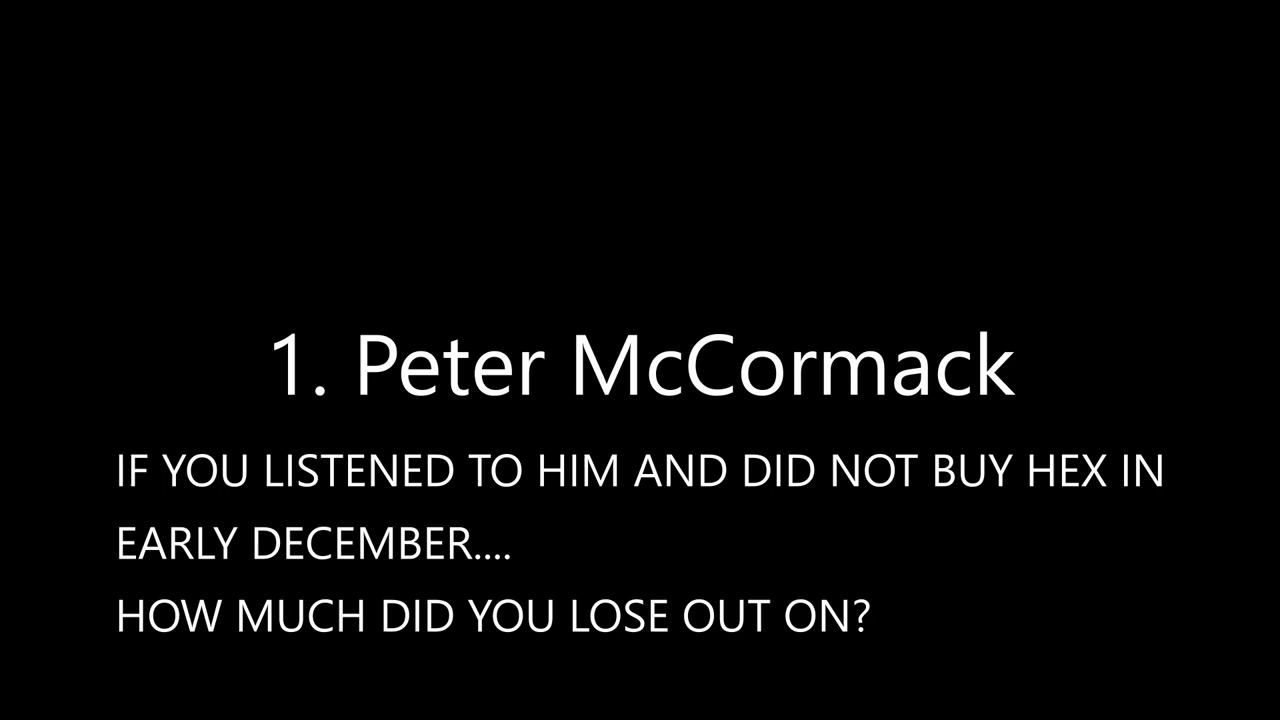 1. Peter McCormack
IF YOU LISTENED TO HIM AND DID NOT BUY HEX IN
EARLY DECEMBER....
HOW MUCH DID YOU LOSE OUT ON?